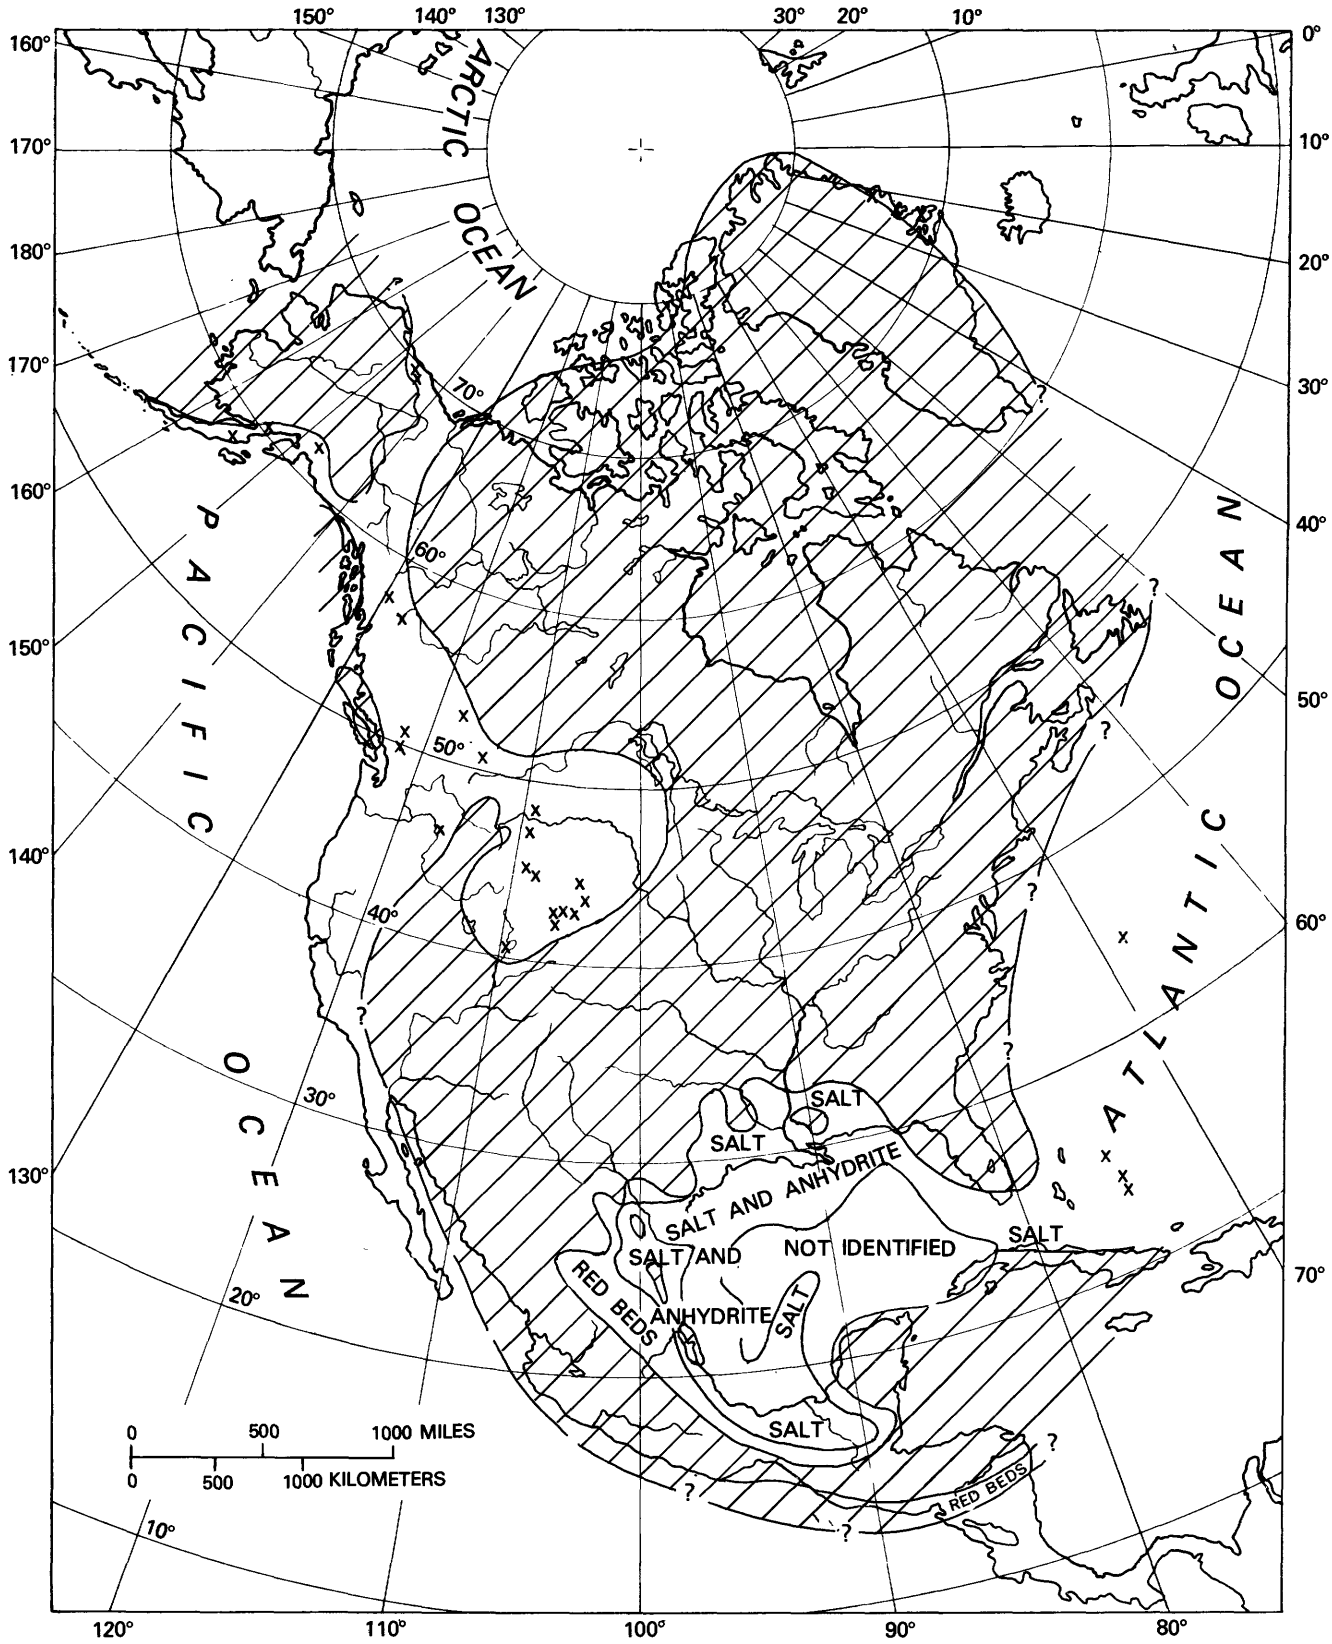 150° 140° 130° 30° 20° 10°
160° 0°
ARCTIC
OCEAN
170° 10°
180° 20°
170° 30°
70°
?
160° 40°
PACIFIC
OCEAN
60°
?
150° 50°
?
50°
140° 60°
ATLANTIC
OCEAN
?
40°
?
?
30°
SALT
SALT
130° 70°
SALT AND ANHYDRITE
SALT
NOT IDENTIFIED
SALT AND
ANHYDRITE
RED BEDS
SALT
20°
SALT
0 500 1000 MILES
0 500 1000 KILOMETERS
?
RED BEDS
?
?
10°
120° 110° 100° 90° 80°